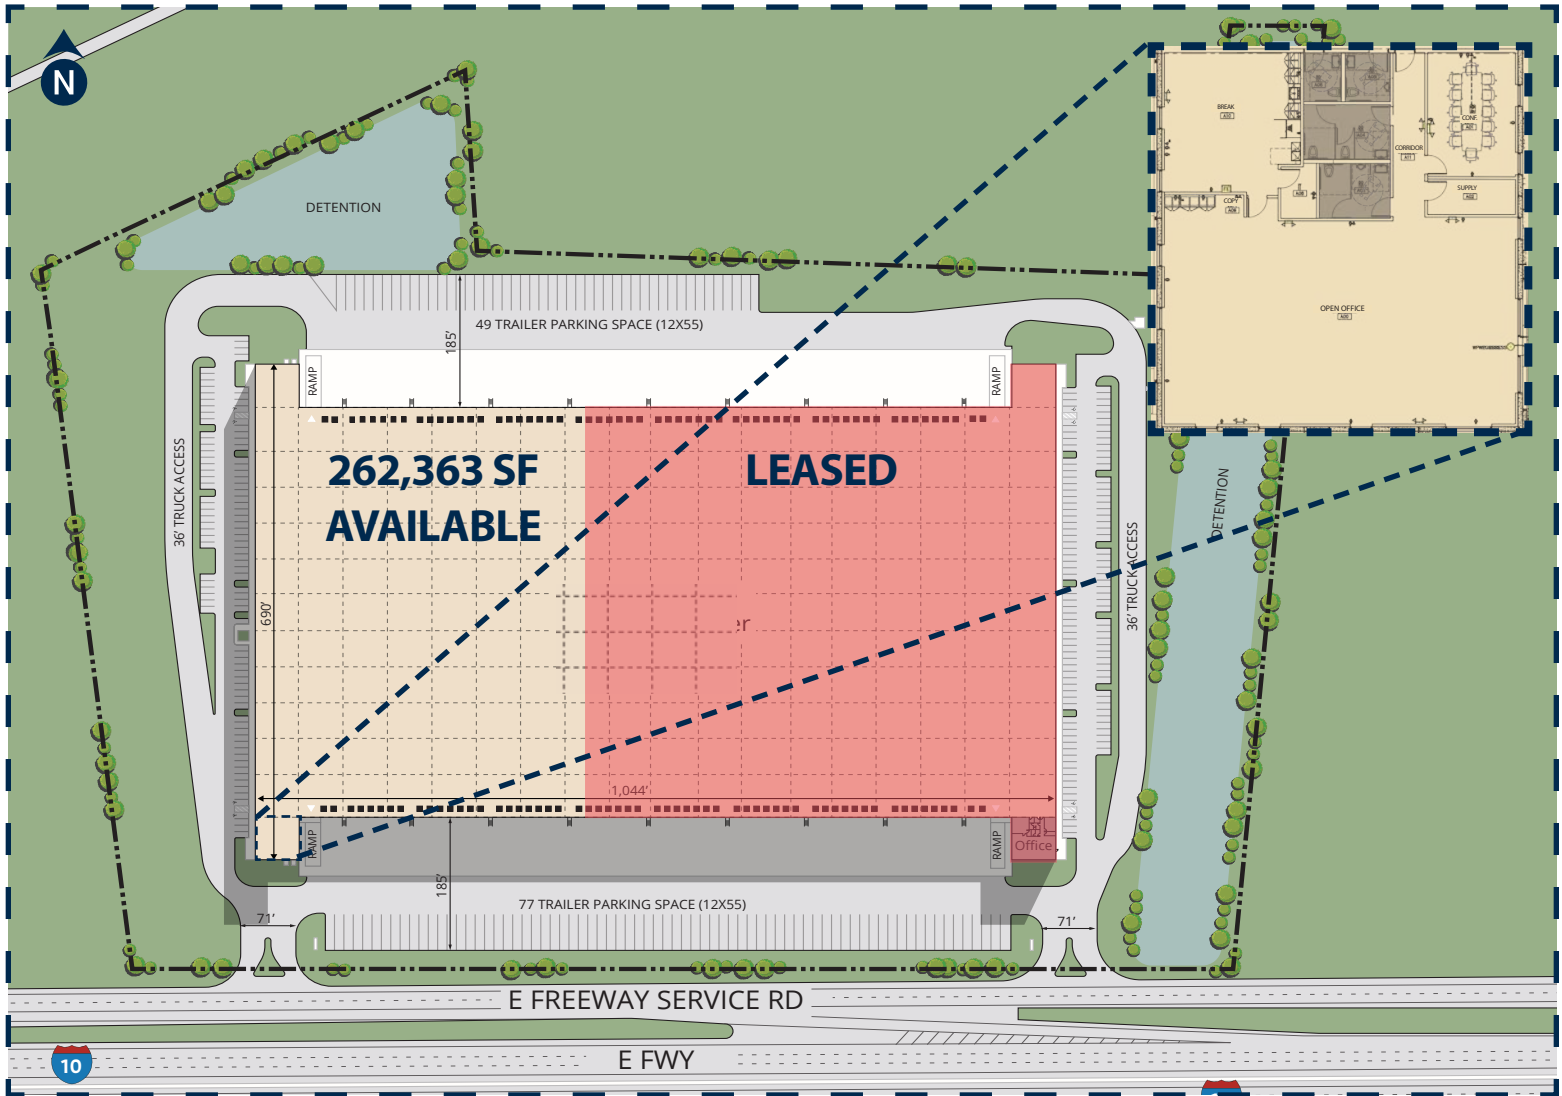 N
DETENTION
BREAK
CONF.
CORRIDOR
SUPPLY
COPY
OPEN OFFICE
49 TRAILER PARKING SPACE (12X55)
185'
RAMP
RAMP
262,363 SF
AVAILABLE
LEASED
36' TRUCK ACCESS
690'
er
36' TRUCK ACCESS
DETENTION
1,044'
RAMP
RAMP
Office
185'
77 TRAILER PARKING SPACE (12X55)
71'
71'
E FREEWAY SERVICE RD
E FWY
10